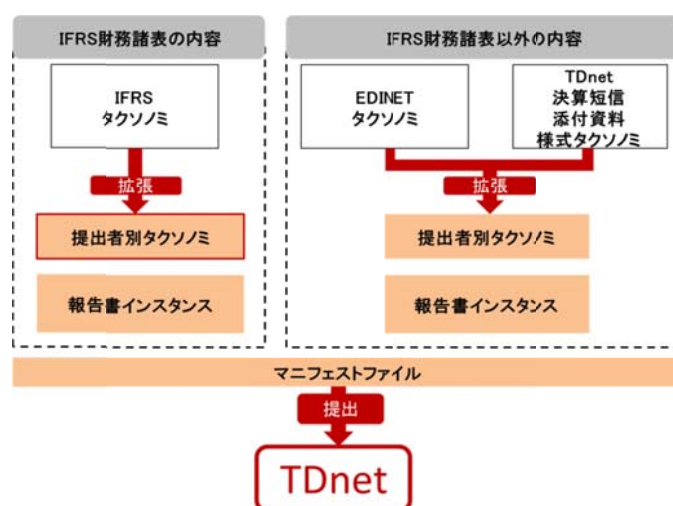 IFRS財務諸表の内容
IFRS
タクソノミ
拡張
提出者別タクソノミ
報告書インスタンス
IFRS財務諸表以外の内容
EDINET
タクソノミ
TDnet
決算短信
添付資料
様式タクソノミ
拡張
提出者別タクソノミ
報告書インスタンス
マニフェストファイル
提出
TDnet